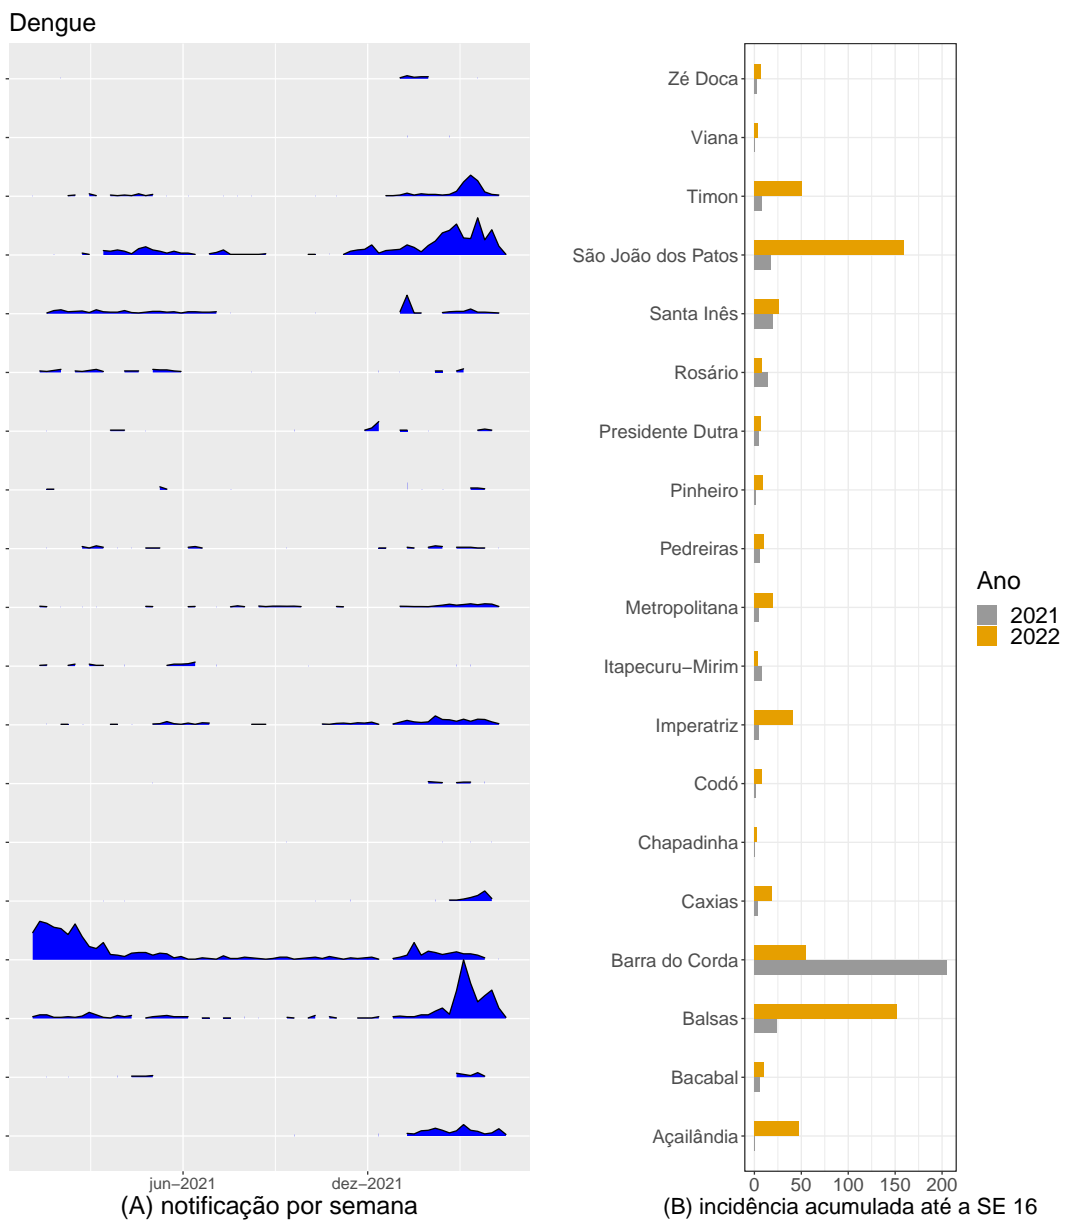 Dengue
Zé Doca
Viana
Timon
São João dos Patos
Santa Inês
Rosário
Presidente Dutra
Pinheiro
Pedreiras
Metropolitana
Itapecuru−Mirim
Imperatriz
Codó
Chapadinha
Caxias
Barra do Corda
Balsas
Bacabal
Açailândia
Ano
2021
2022
jun−2021 dez−2021
0 50 100 150 200
(A) notificação por semana
(B) incidência acumulada até a SE 16